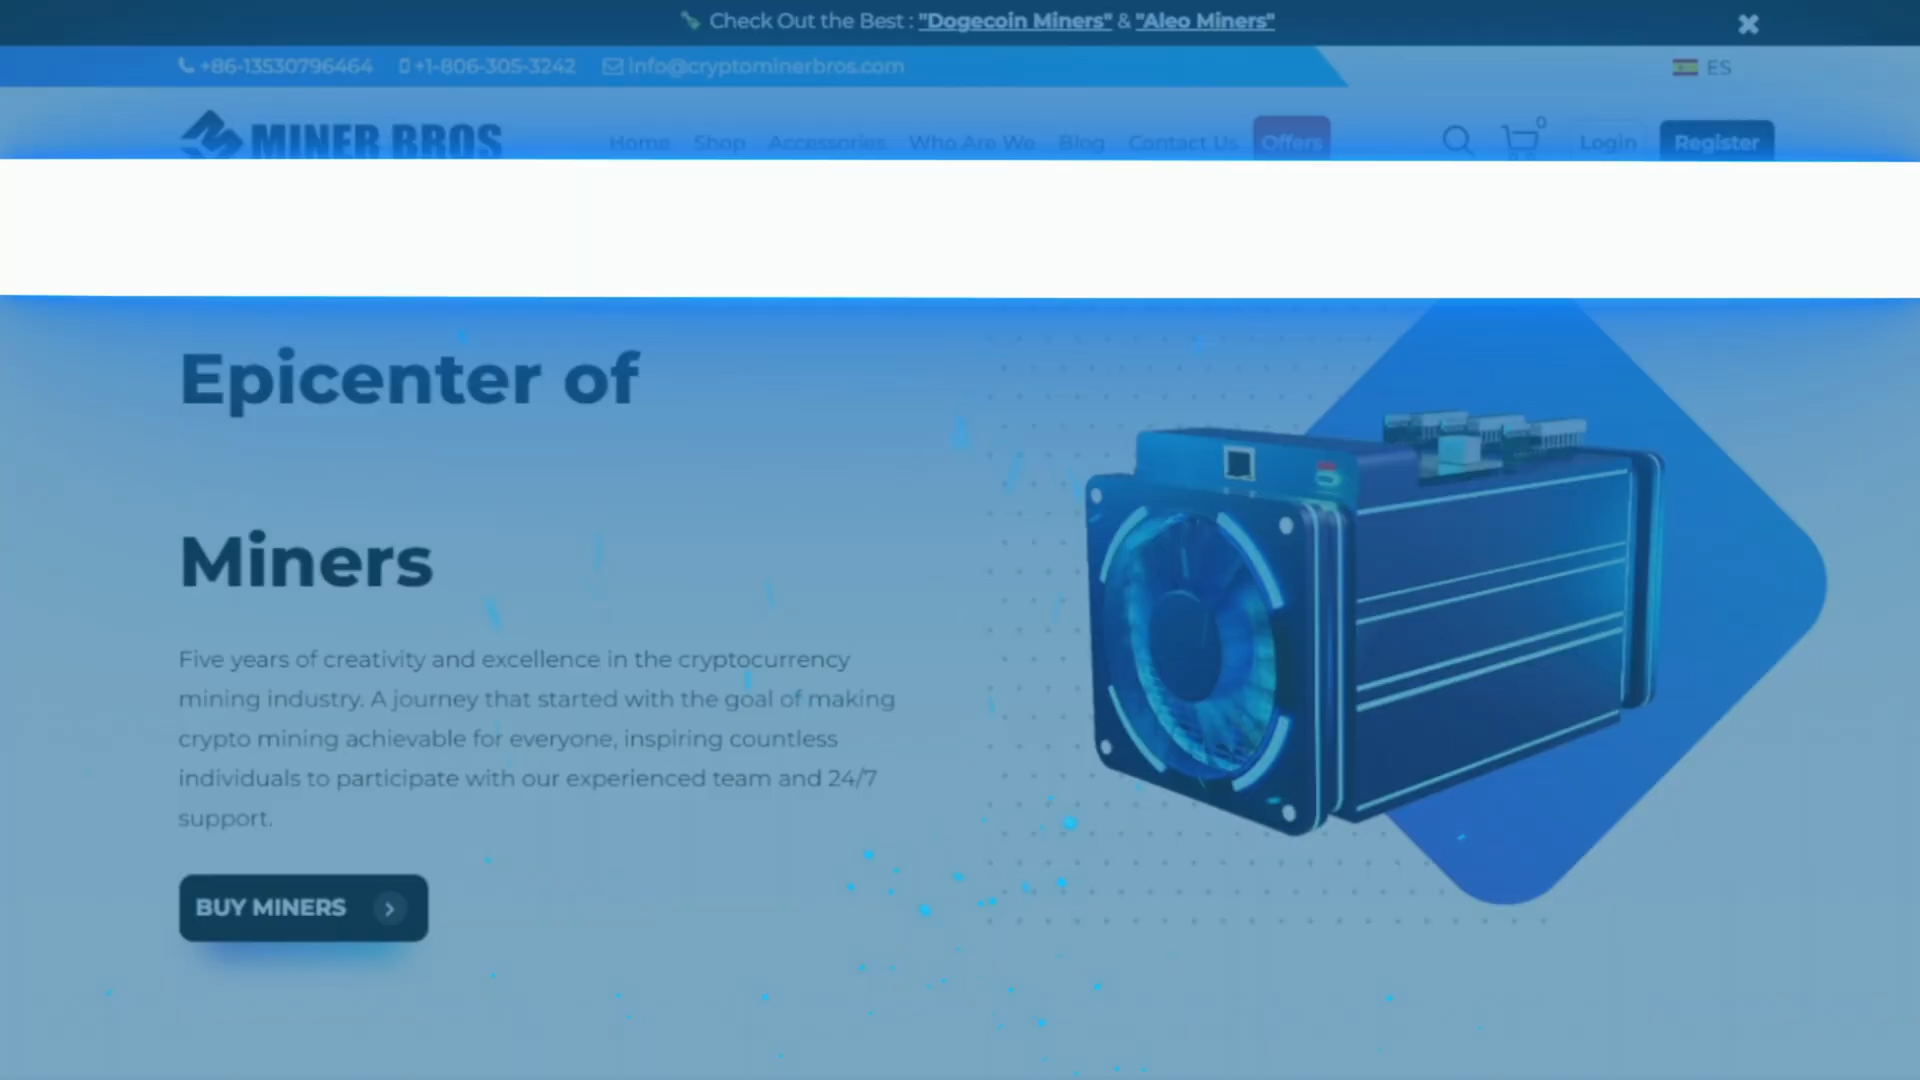 Check Out the Best : "Dogecoin Miners" & "Aleo Miners"
+86-13530796464 +1-806-305-3242 info@cryptominerbros.com
ES
MINER BROS Home Shop Accessories Who Are We Blog Contact Us Offers 0 Login Register
Epicenter of
Miners
Five years of creativity and excellence in the cryptocurrency
mining industry. A journey that started with the goal of making
crypto mining achievable for everyone, inspiring countless
individuals to participate with our experienced team and 24/7
support.
BUY MINERS